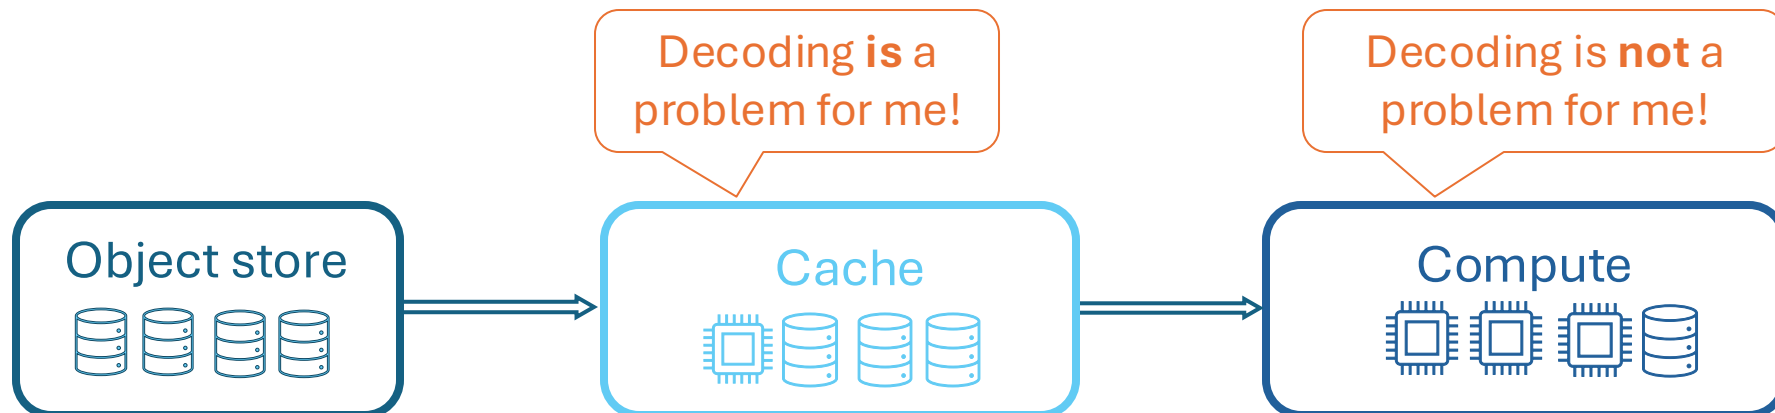 Decoding is a
problem for me!
Decoding is not a
problem for me!
Object store
Cache
Compute